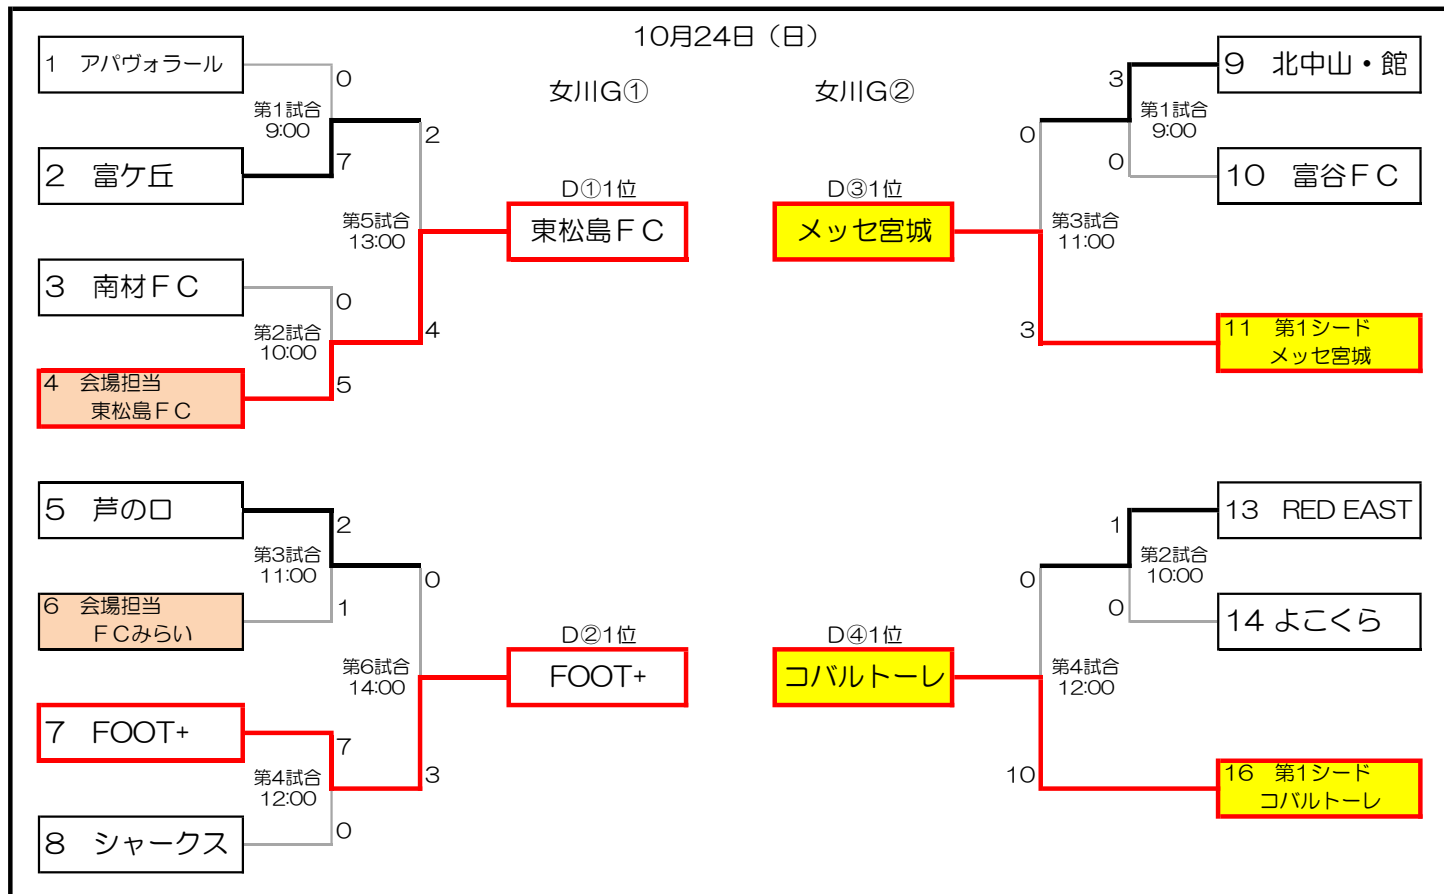 10月24日（日）
女川G①
女川G②
1 アパヴォラール
0
第1試合
9:00
2 富ケ丘
7
2
3 南材ＦＣ
0
第2試合
10:00
4 会場担当
東松島ＦＣ
5
4
第5試合
13:00
D①1位
東松島ＦＣ
5 芦の口
2
第3試合
11:00
6 会場担当
ＦＣみらい
1
0
7 FOOT+
7
第4試合
12:00
8 シャークス
0
3
第6試合
14:00
D②1位
FOOT+
9 北中山・館
3
第1試合
9:00
10 富谷ＦＣ
0
0
第3試合
11:00
D③1位
メッセ宮城
11 第1シード
メッセ宮城
3
13 RED EAST
1
第2試合
10:00
14 よこくら
0
0
第4試合
12:00
D④1位
コバルトーレ
16 第1シード
コバルトーレ
10